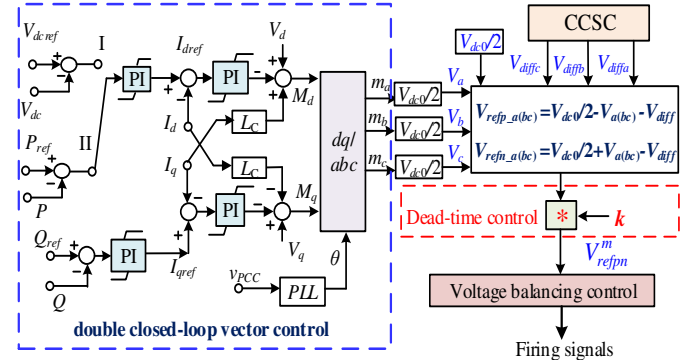 V_dcref
I
V_dc
P_ref
II
P
Q_ref
Q
PI
PI
I_dref
I_d
I_q
I_qref
PI
PI
V_d
M_d
L_C
L_C
M_q
V_q
v_PCC
PLL
θ
dq/
abc
double closed-loop vector control
m_a
m_b
m_c
V_dc0/2
V_dc0/2
V_dc0/2
V_a
V_b
V_c
V_dc0/2
CCSC
V_diffc
V_diffb
V_diffa
V_refp_a(bc)=V_dc0/2-V_a(bc)-V_diff
V_refn_a(bc)=V_dc0/2+V_a(bc)-V_diff
Dead-time control
*
k
V^m_refpn
Voltage balancing control
Firing signals